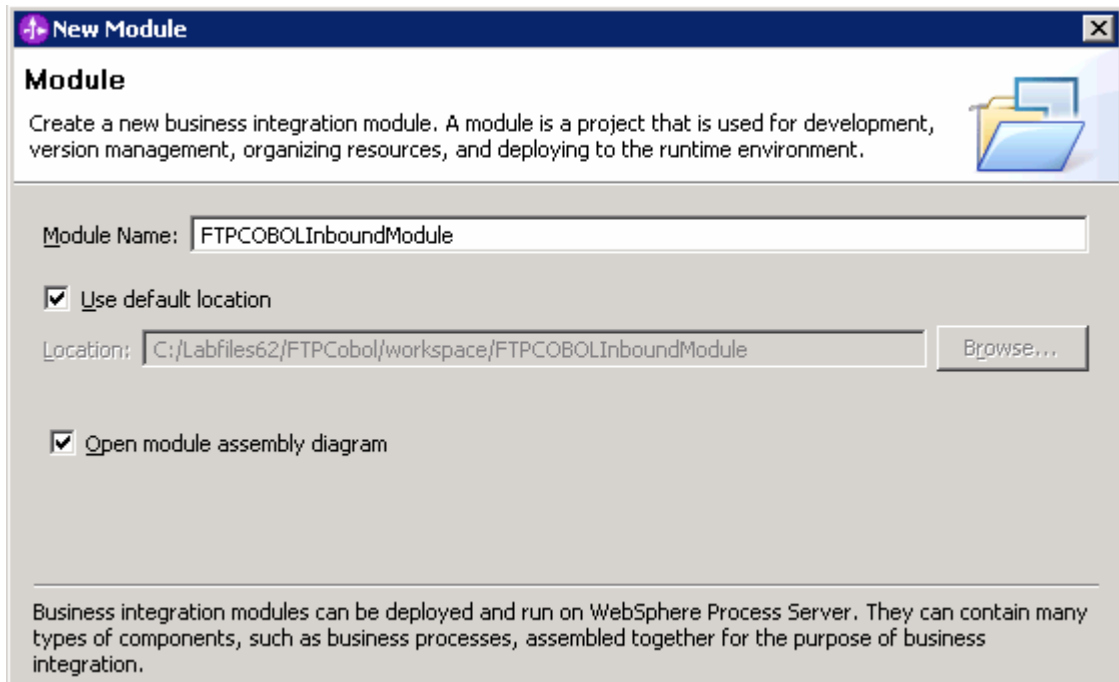 New Module
Module
Create a new business integration module. A module is a project that is used for development,
version management, organizing resources, and deploying to the runtime environment.
Module Name: FTPCOBOLInboundModule
Use default location
Location: C:/Labfiles62/FTPCobol/workspace/FTPCOBOLInboundModule Browse...
Open module assembly diagram
Business integration modules can be deployed and run on WebSphere Process Server. They can contain many
types of components, such as business processes, assembled together for the purpose of business
integration.